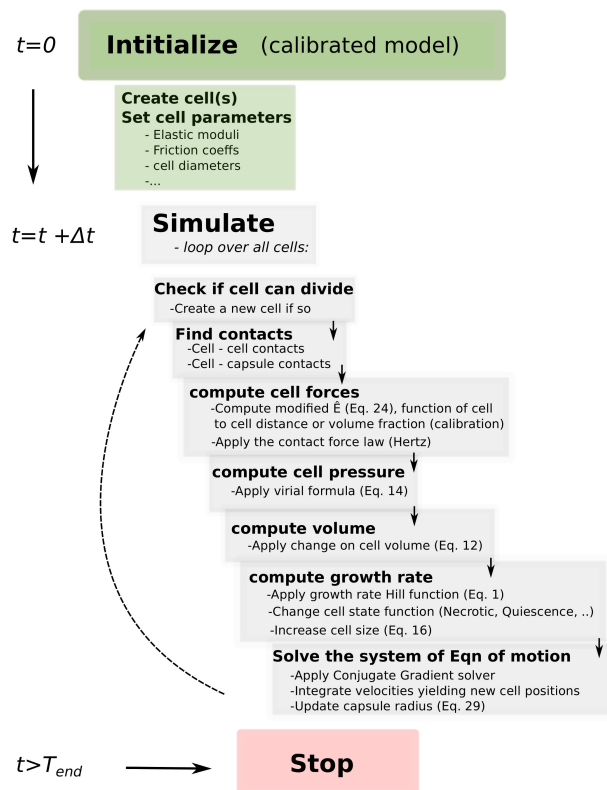 t=0
Intitialize (calibrated model)
Create cell(s)
Set cell parameters
- Elastic moduli
- Friction coeffs
- cell diameters
-...
t=t +Δt
Simulate
- loop over all cells:
Check if cell can divide
-Create a new cell if so
Find contacts
-Cell - cell contacts
-Cell - capsule contacts
compute cell forces
-Compute modified Ê (Eq. 24), function of cell
to cell distance or volume fraction (calibration)
-Apply the contact force law (Hertz)
compute cell pressure
-Apply virial formula (Eq. 14)
compute volume
-Apply change on cell volume (Eq. 12)
compute growth rate
-Apply growth rate Hill function (Eq. 1)
-Change cell state function (Necrotic, Quiescence, ..)
-Increase cell size (Eq. 16)
Solve the system of Eqn of motion
-Apply Conjugate Gradient solver
-Integrate velocities yielding new cell positions
-Update capsule radius (Eq. 29)
t>Tend
Stop